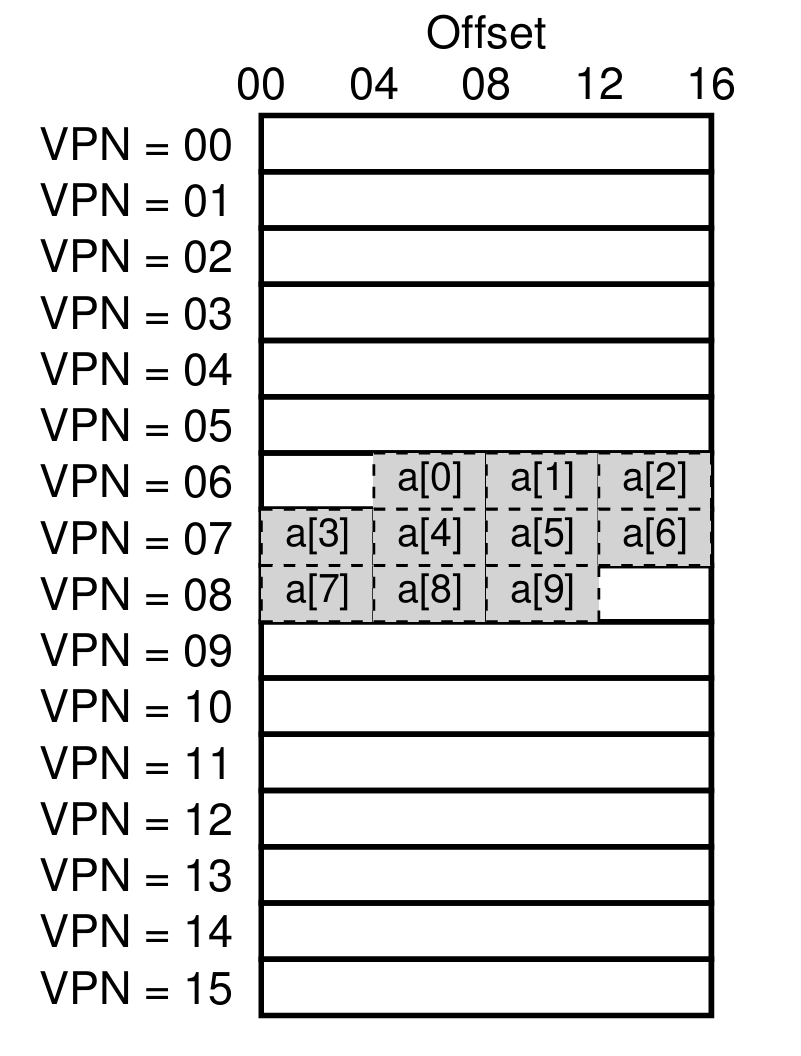 Offset
00 04 08 12 16
VPN = 00
VPN = 01
VPN = 02
VPN = 03
VPN = 04
VPN = 05
VPN = 06 a[0] a[1] a[2]
VPN = 07 a[3] a[4] a[5] a[6]
VPN = 08 a[7] a[8] a[9]
VPN = 09
VPN = 10
VPN = 11
VPN = 12
VPN = 13
VPN = 14
VPN = 15